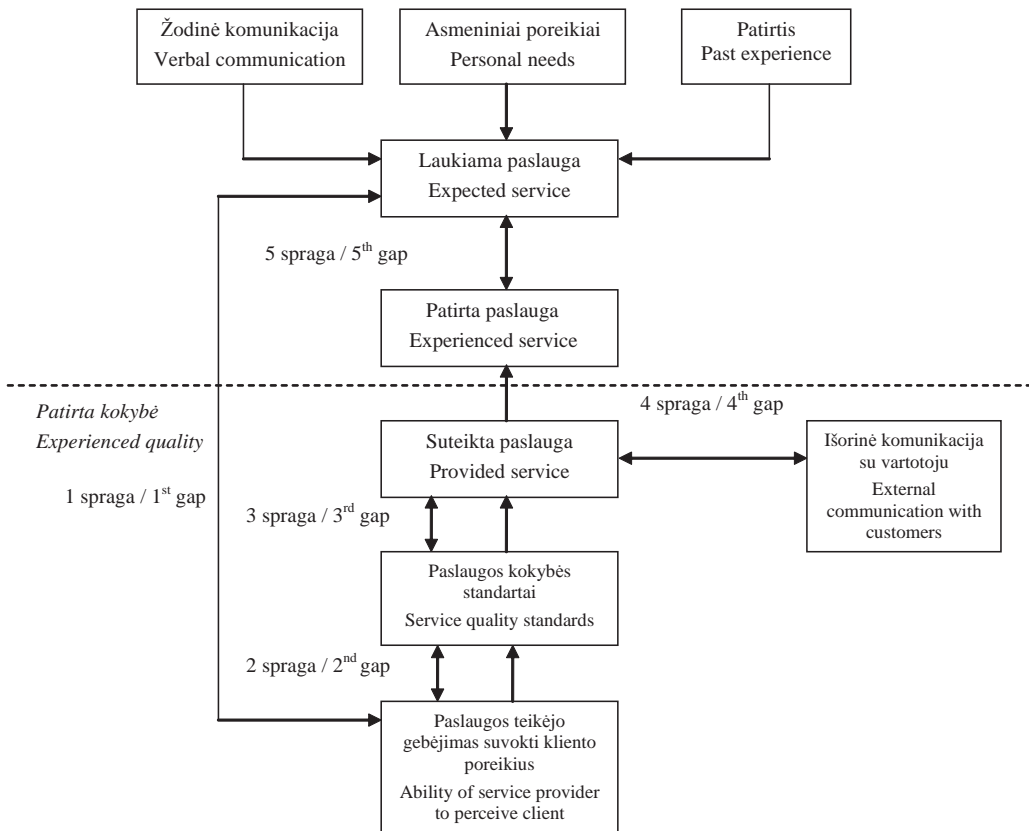 Žodinė komunikacija
Verbal communication
Asmeniniai poreikiai
Personal needs
Patirtis
Past experience
Laukiama paslauga
Expected service
5 spraga / 5th gap
Patirta paslauga
Experienced service
4 spraga / 4th gap
Patirta kokybė
Experienced quality
Suteikta paslauga
Provided service
Išorinė komunikacija
su vartotoju
External
communication with
customers
1 spraga / 1st gap
3 spraga / 3rd gap
Paslaugos kokybės
standartai
Service quality standards
2 spraga / 2nd gap
Paslaugos teikėjo
gebėjimas suvokti kliento
poreikius
Ability of service provider
to perceive client